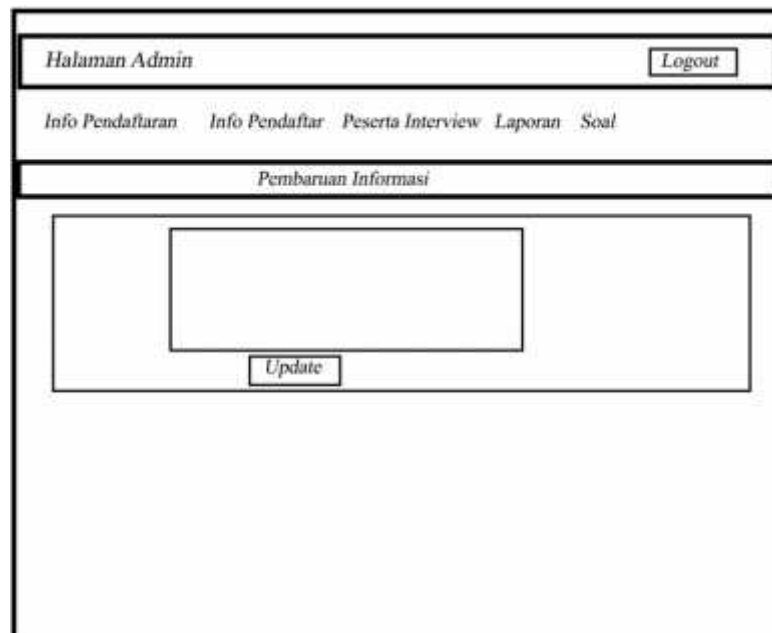 Halaman Admin Logout
Info Pendaftaran Info Pendaftar Peserta Interview Laporan Soal
Pembaruan Informasi
Update